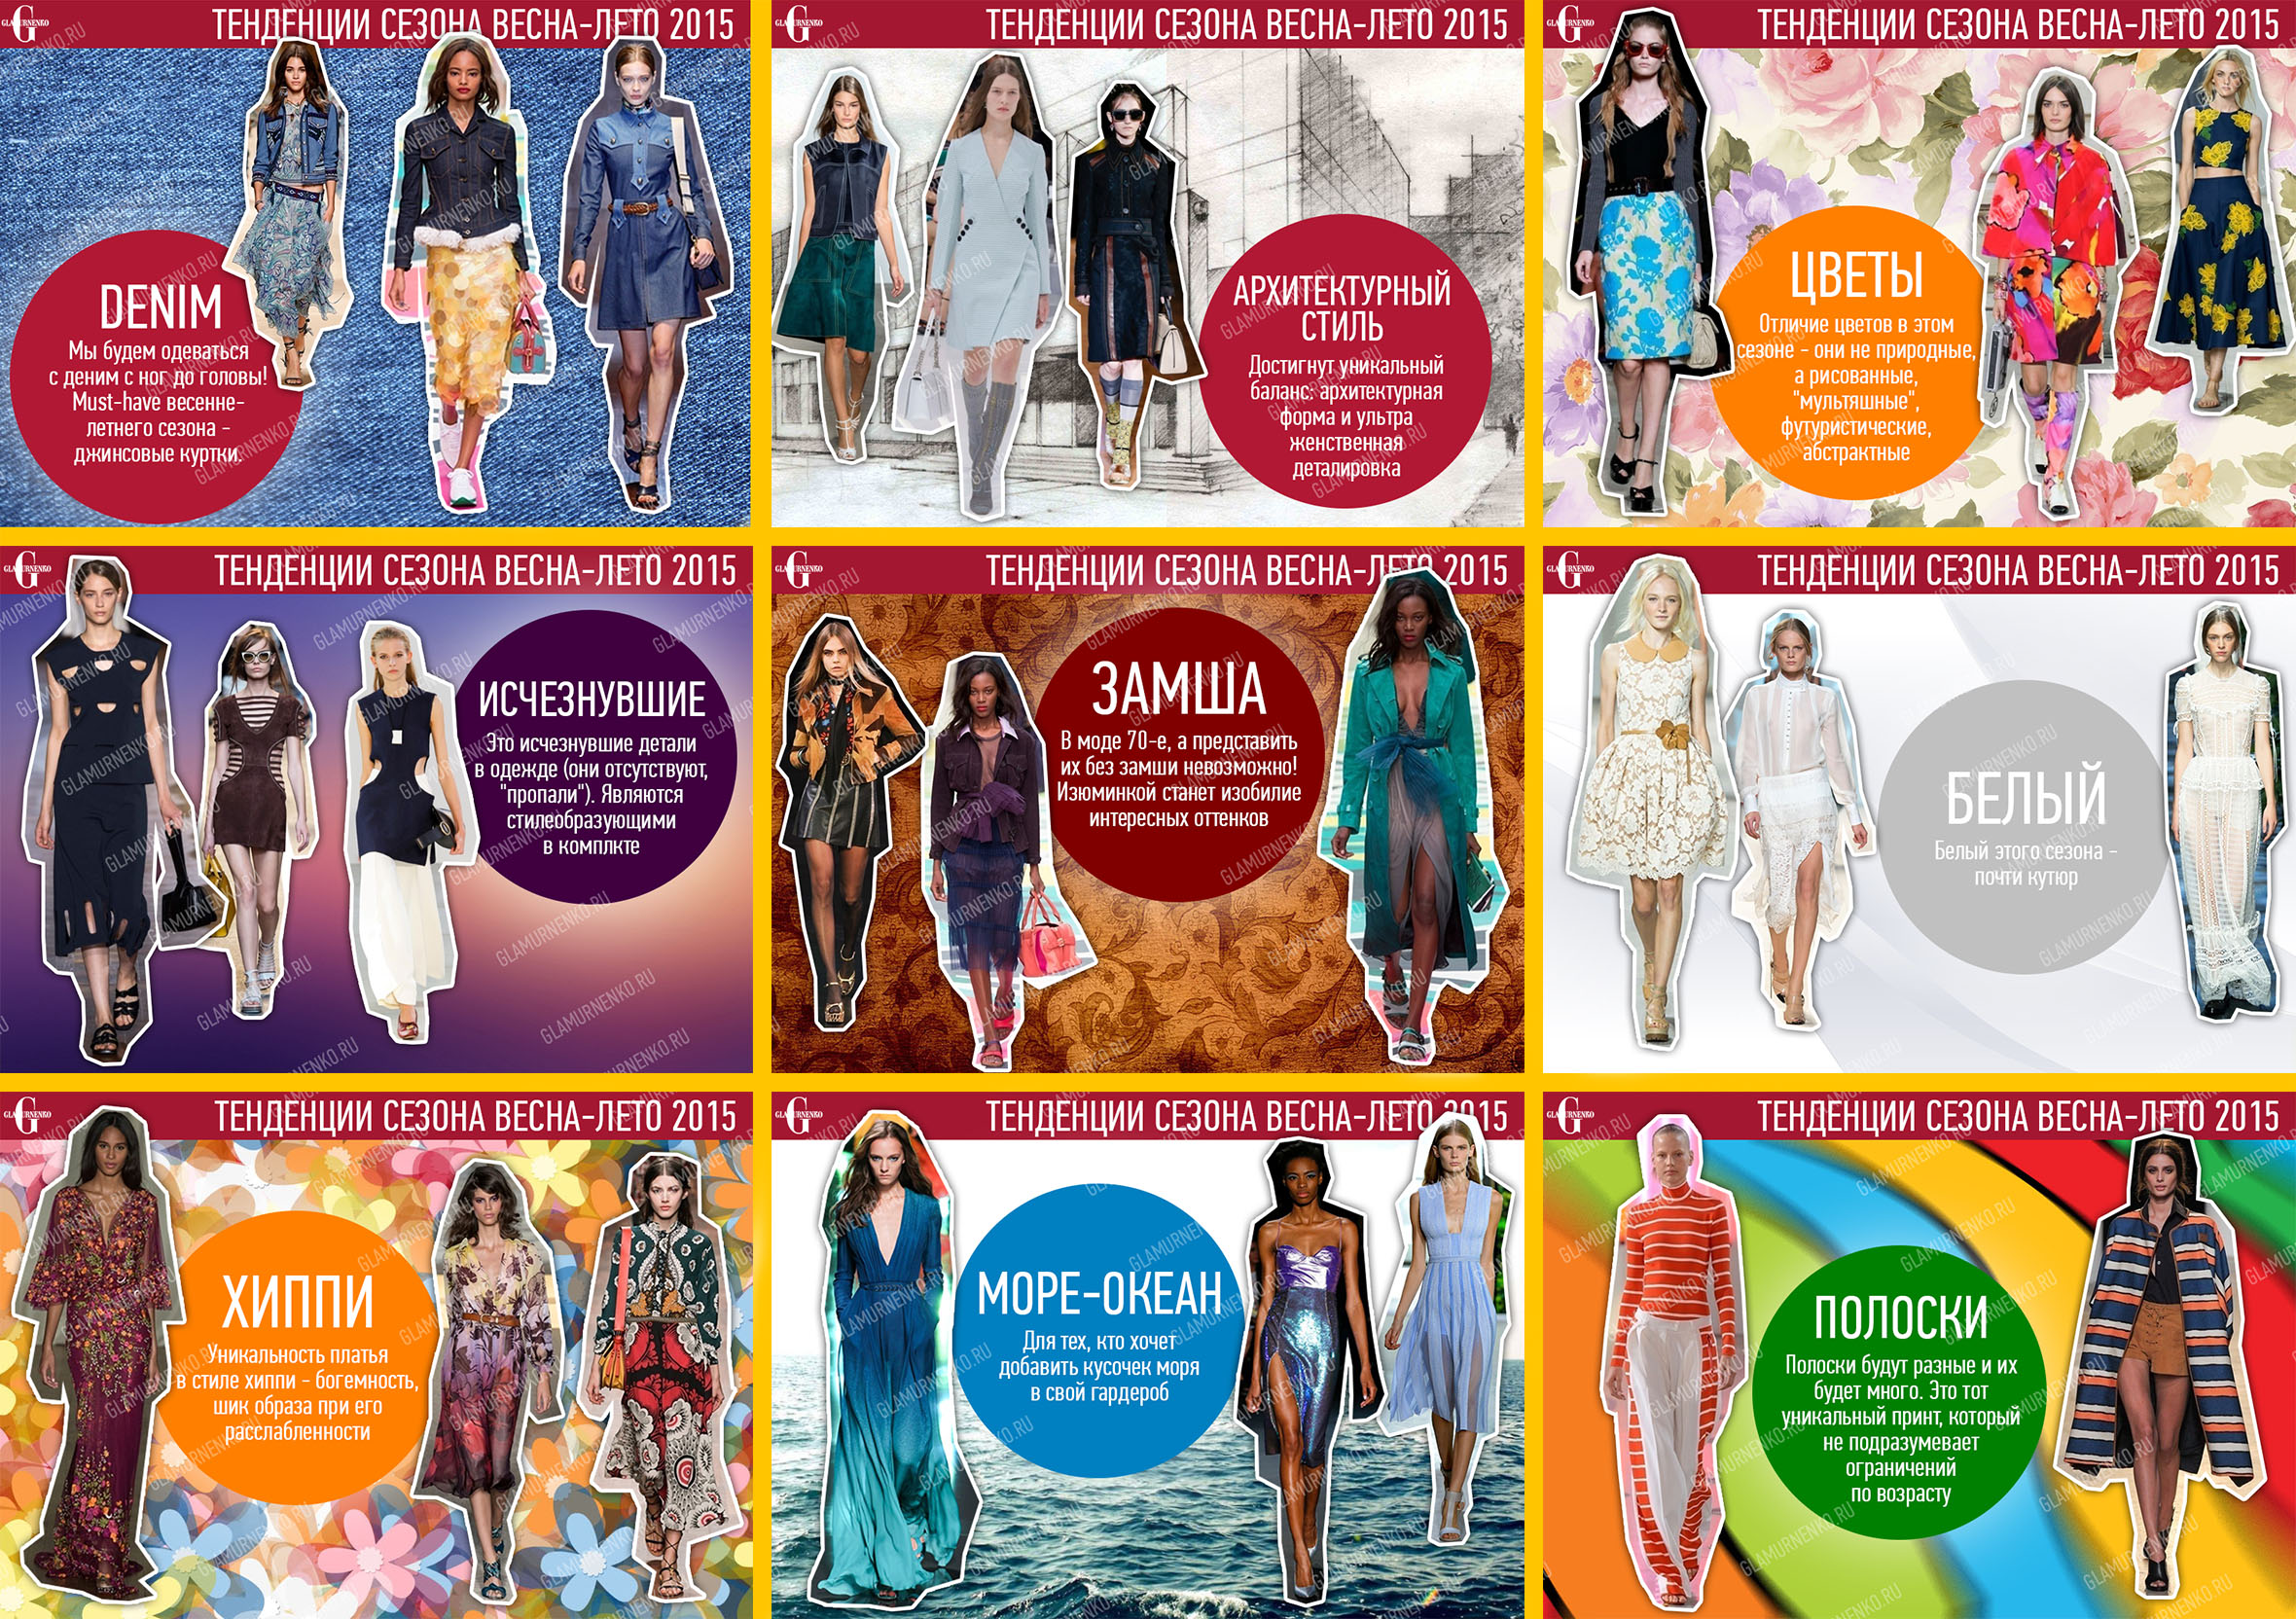 GLAMURNENKO
ТЕНДЕНЦИИ СЕЗОНА ВЕСНА-ЛЕТО 2015
DENIM
Мы будем одеваться
с деним с ног до головы!
Must-have весенне-
летнего сезона -
джинсовые куртки.
GLAMURNENKO
ТЕНДЕНЦИИ СЕЗОНА ВЕСНА-ЛЕТО 2015
АРХИТЕКТУРНЫЙ
СТИЛЬ
Достигнут уникальный
баланс: архитектурная
форма и ультра
женственная
деталировка
GLAMURNENKO
ТЕНДЕНЦИИ СЕЗОНА ВЕСНА-ЛЕТО 2015
ЦВЕТЫ
Отличие цветов в этом
сезоне - они не природные,
а рисованные,
"мультяшные",
футуристические,
абстрактные
GLAMURNENKO
ТЕНДЕНЦИИ СЕЗОНА ВЕСНА-ЛЕТО 2015
ИСЧЕЗНУВШИЕ
Это исчезнувшие детали
в одежде (они отсутствуют,
"пропали"). Являются
стилеобразующими
в комплкте
GLAMURNENKO
ТЕНДЕНЦИИ СЕЗОНА ВЕСНА-ЛЕТО 2015
ЗАМША
В моде 70-е, а представить
их без замши невозможно!
Изюминкой станет изобилие
интересных оттенков
GLAMURNENKO
ТЕНДЕНЦИИ СЕЗОНА ВЕСНА-ЛЕТО 2015
БЕЛЫЙ
Белый этого сезона -
почти кутюр
GLAMURNENKO
ТЕНДЕНЦИИ СЕЗОНА ВЕСНА-ЛЕТО 2015
ХИППИ
Уникальность платья
в стиле хиппи - богемность,
шик образа при его
расслабленности
GLAMURNENKO
ТЕНДЕНЦИИ СЕЗОНА ВЕСНА-ЛЕТО 2015
МОРЕ-ОКЕАН
Для тех, кто хочет
добавить кусочек моря
в свой гардероб
GLAMURNENKO
ТЕНДЕНЦИИ СЕЗОНА ВЕСНА-ЛЕТО 2015
ПОЛОСКИ
Полоски будут разные и их
будет много. Это тот
уникальный принт, который
не подразумевает
ограничений
по возрасту
GLAMURNENKO.RU